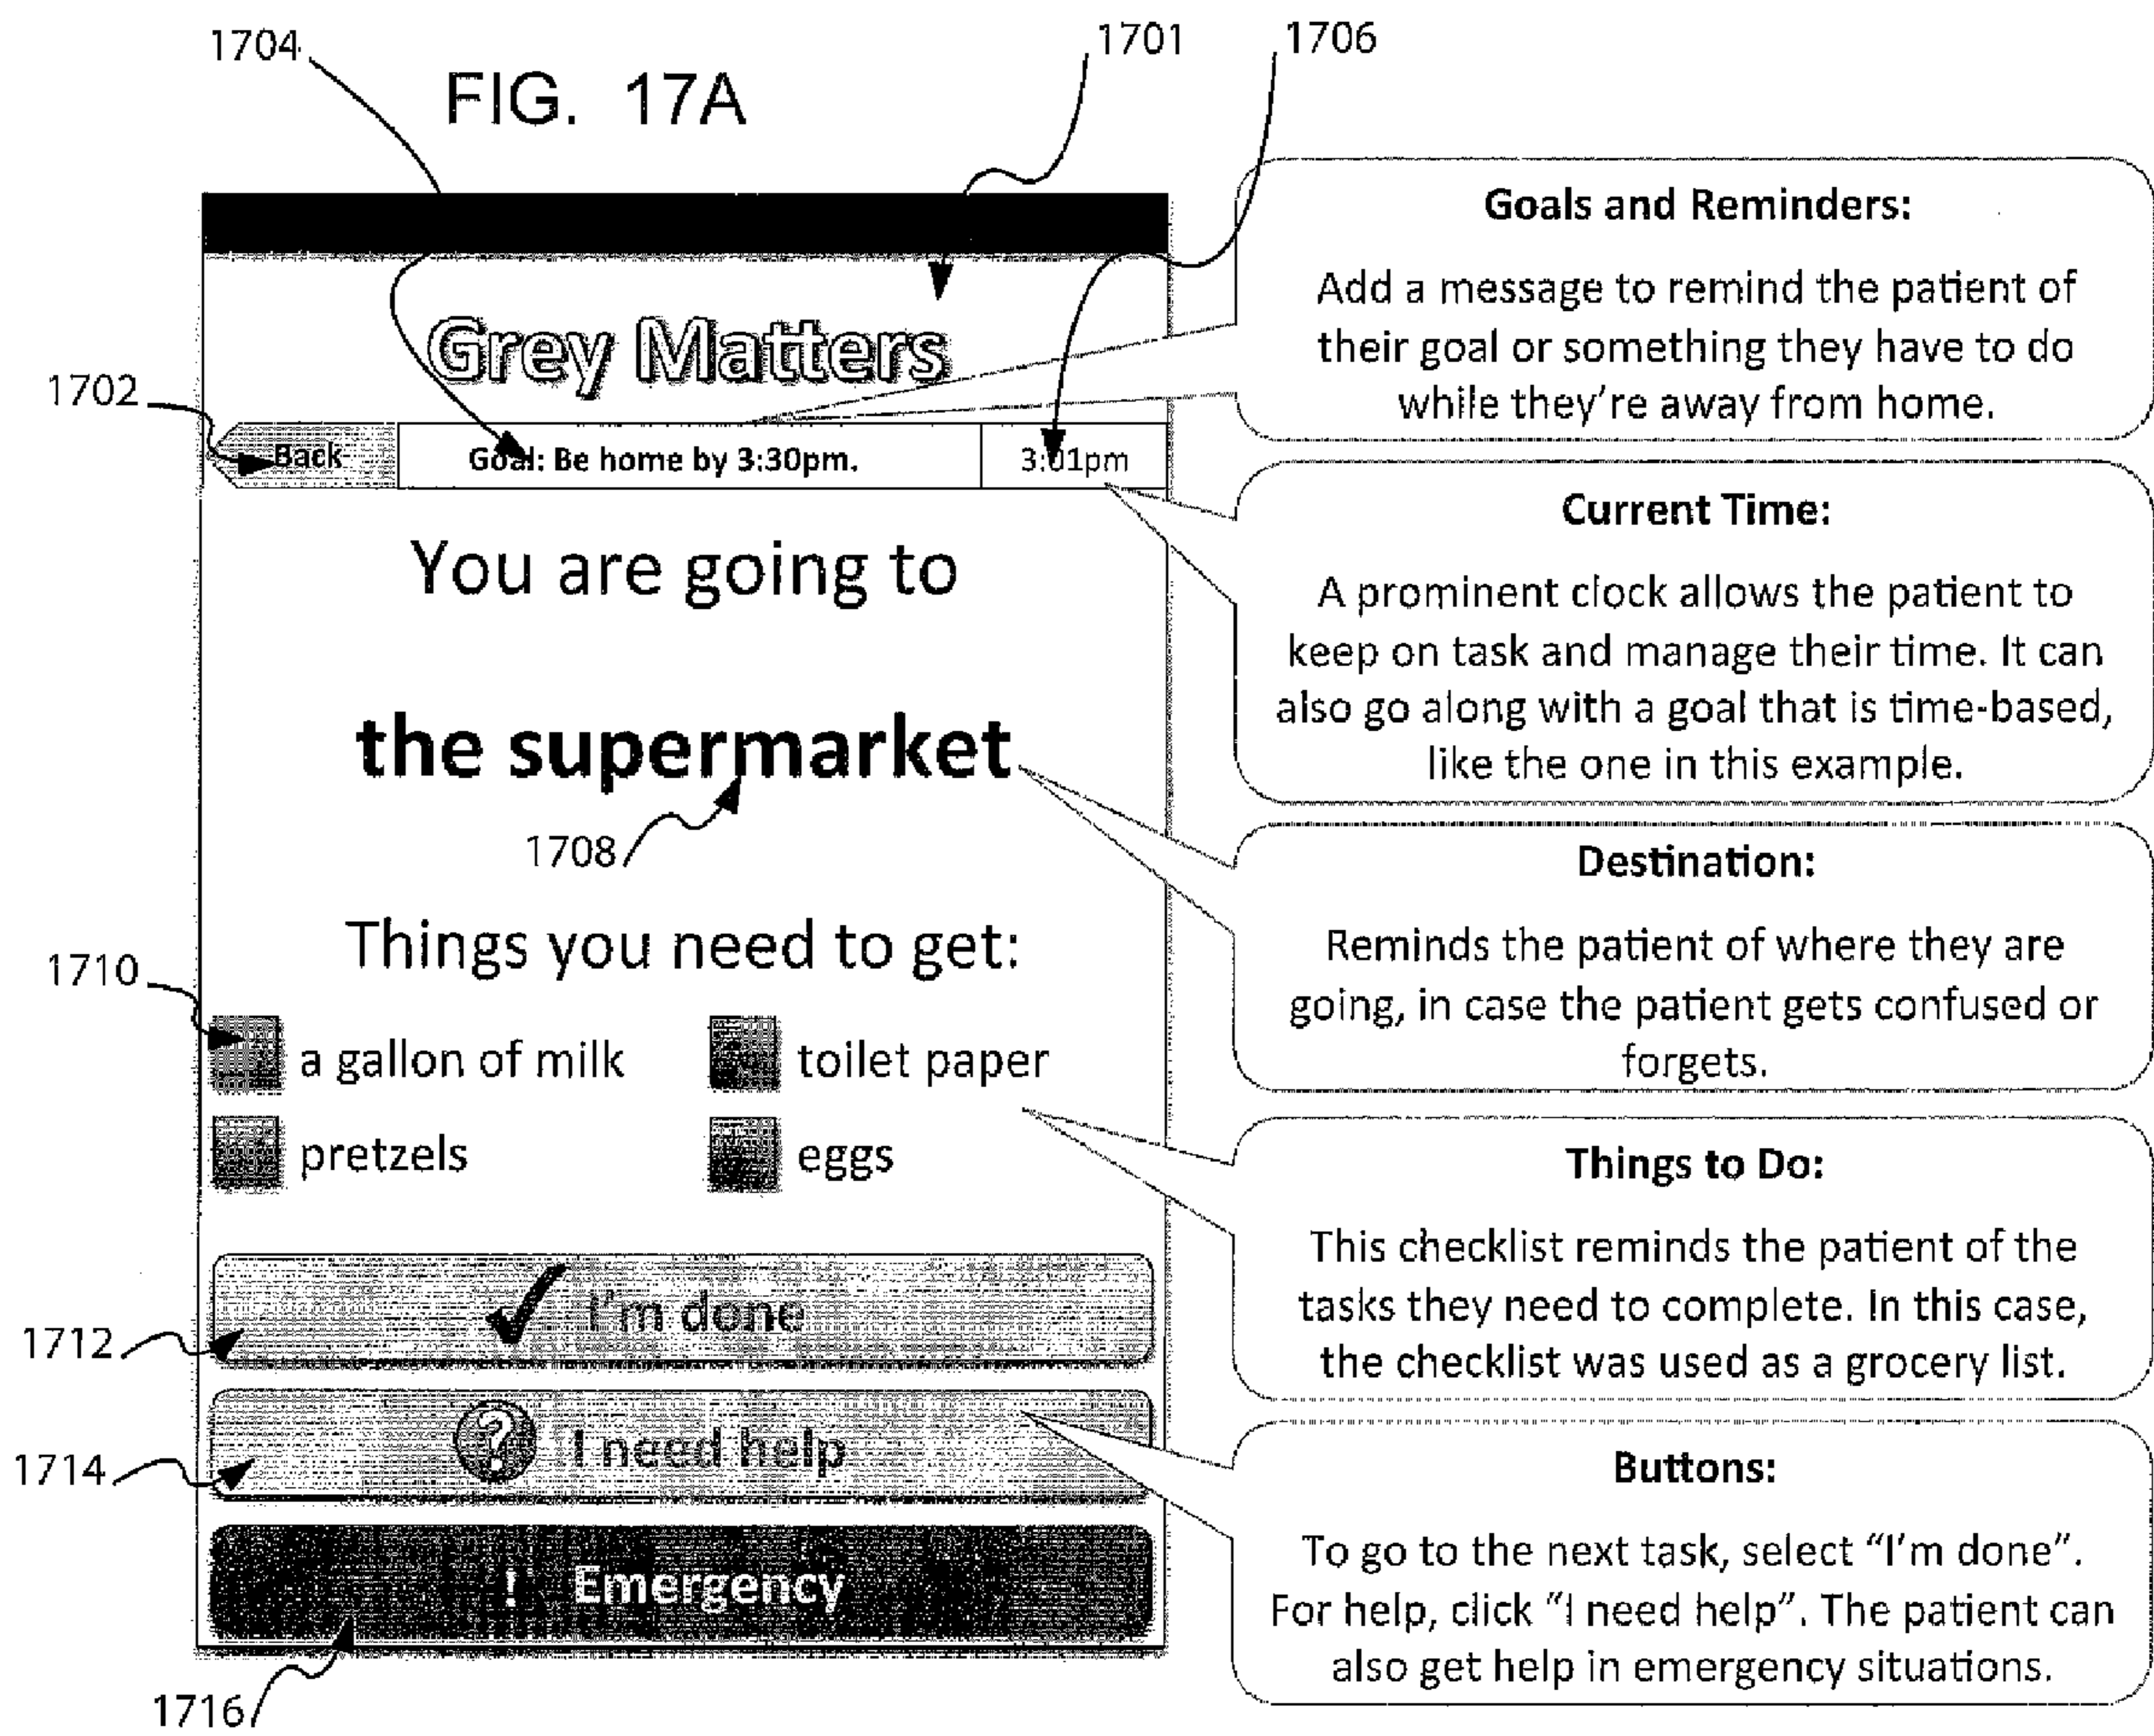 1704
1701
1706
FIG. 17A
Grey Matters
1702
Back
Goal: Be home by 3:30pm.
3:01pm
You are going to
the supermarket
1708
Things you need to get:
1710
a gallon of milk
toilet paper
pretzels
eggs
1712
I'm done
1714
? I need help
! Emergency
1716
Goals and Reminders:
Add a message to remind the patient of
their goal or something they have to do
while they're away from home.
Current Time:
A prominent clock allows the patient to
keep on task and manage their time. It can
also go along with a goal that is time-based,
like the one in this example.
Destination:
Reminds the patient of where they are
going, in case the patient gets confused or
forgets.
Things to Do:
This checklist reminds the patient of the
tasks they need to complete. In this case,
the checklist was used as a grocery list.
Buttons:
To go to the next task, select “I'm done”.
For help, click “I need help”. The patient can
also get help in emergency situations.